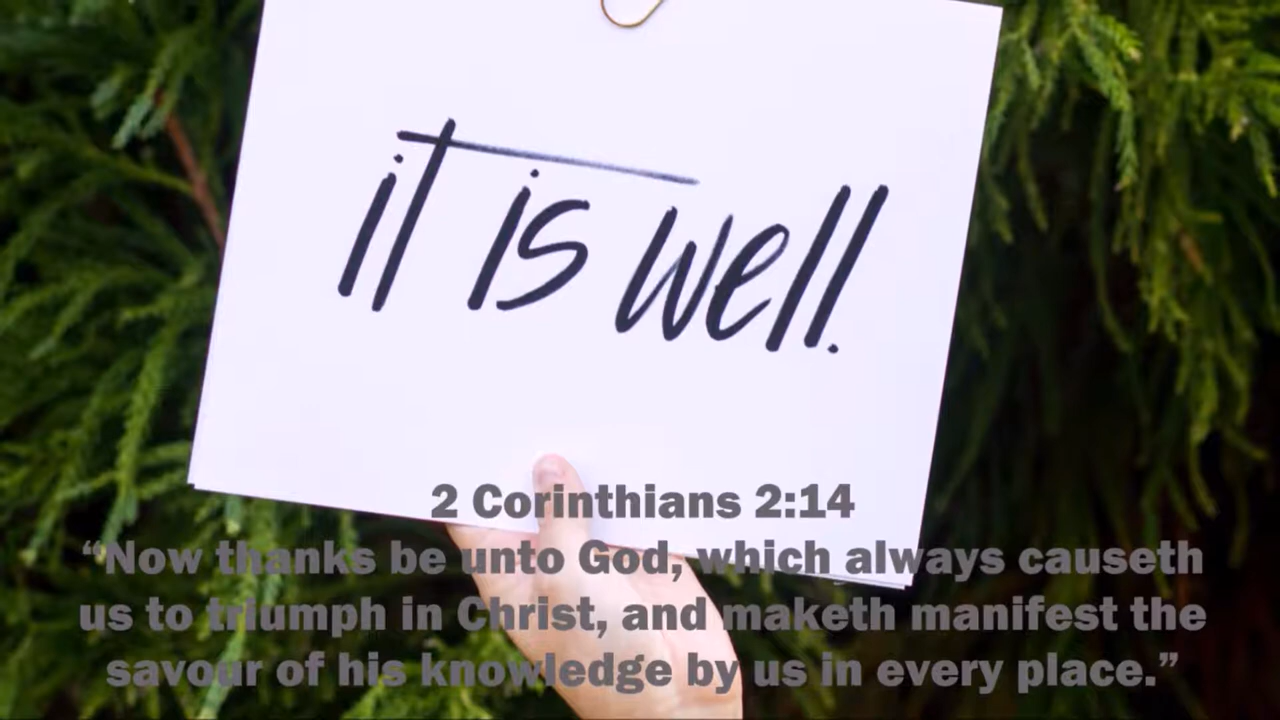 it is well.
2 Corinthians 2:14
“Now thanks be unto God, which always causeth
us to triumph in Christ, and maketh manifest the
savour of his knowledge by us in every place.”